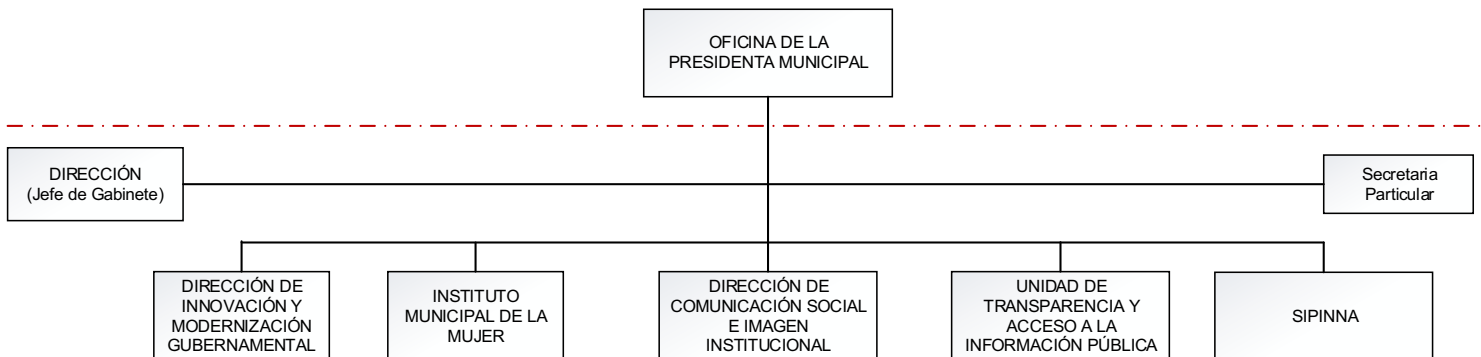 OFICINA DE LA
PRESIDENTA MUNICIPAL
DIRECCIÓN
(Jefe de Gabinete)
Secretaria
Particular
DIRECCIÓN DE
INNOVACIÓN Y
MODERNIZACIÓN
GUBERNAMENTAL
INSTITUTO
MUNICIPAL DE LA
MUJER
DIRECCIÓN DE
COMUNICACIÓN SOCIAL
E IMAGEN
INSTITUCIONAL
UNIDAD DE
TRANSPARENCIA Y
ACCESO A LA
INFORMACIÓN PÚBLICA
SIPINNA